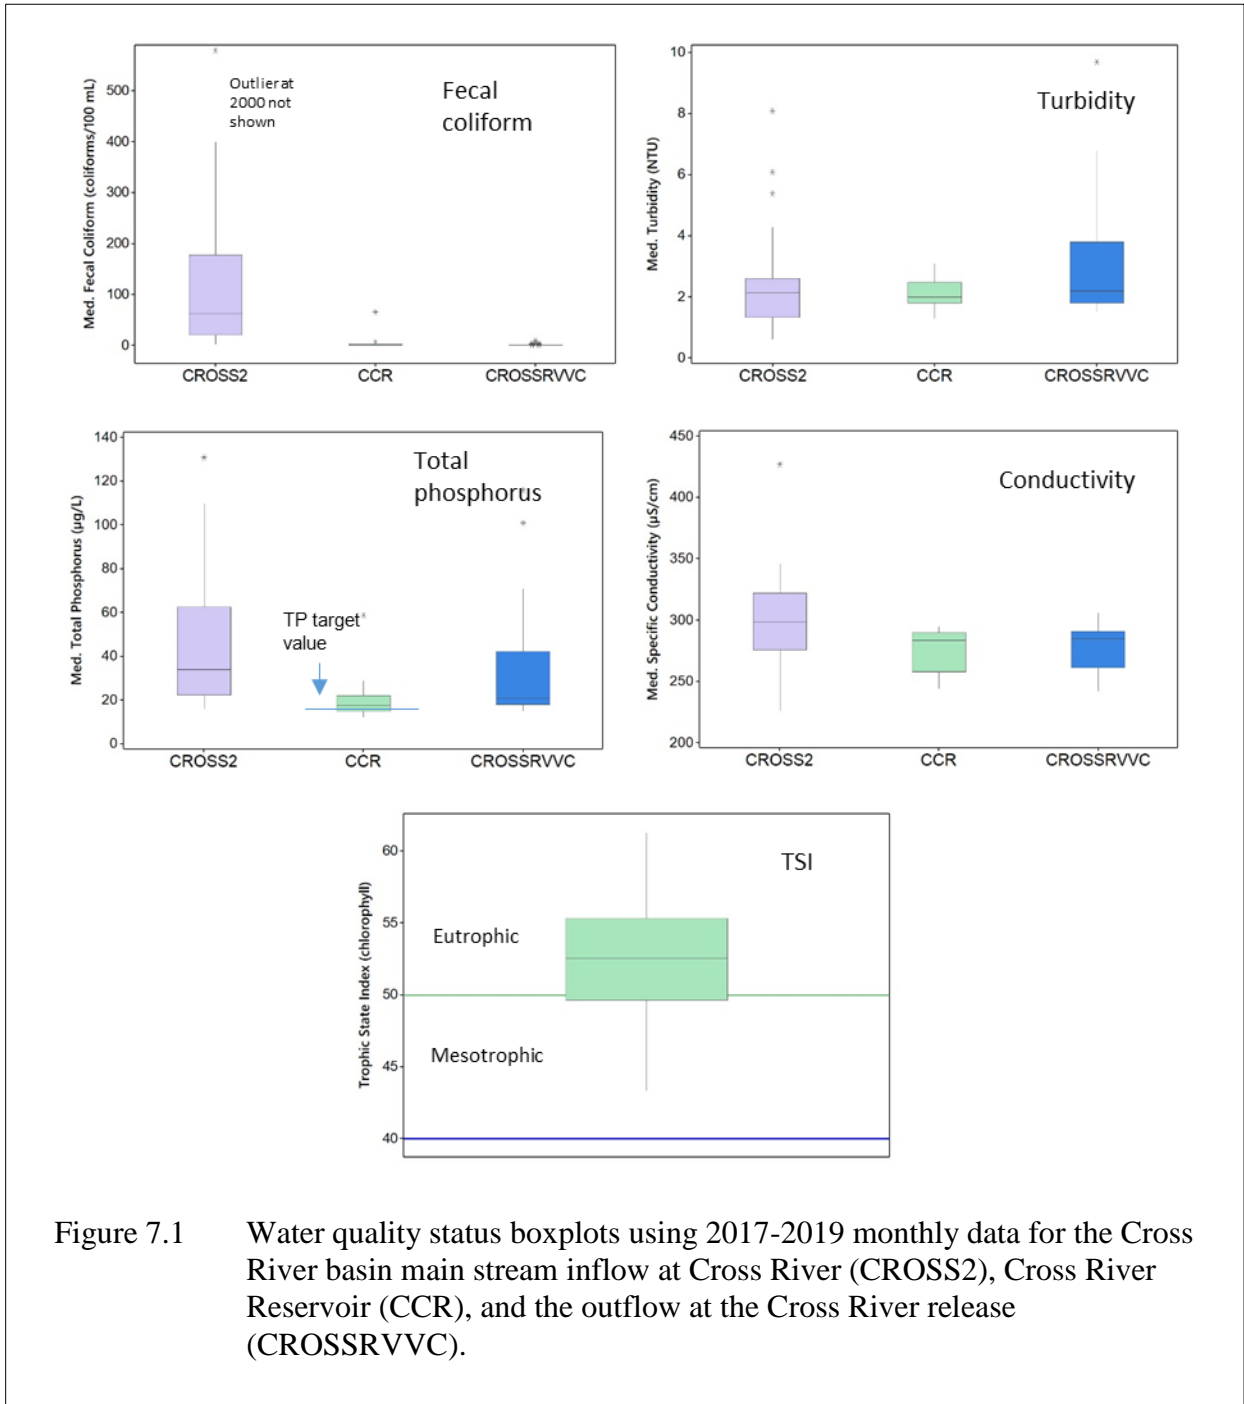 Fecal
coliform
Outlier at
2000 not
shown
Med. Fecal Coliform (coliforms/100 mL)
500
400
300
200
100
0
CROSS2 CCR CROSSRVVC
Turbidity
Med. Turbidity (NTU)
10
8
6
4
2
0
CROSS2 CCR CROSSRVVC
Total
phosphorus
TP target
value
Med. Total Phosphorus (µg/L)
140
120
100
80
60
40
20
0
CROSS2 CCR CROSSRVVC
Conductivity
Med. Specific Conductivity (µS/cm)
450
400
350
300
250
200
CROSS2 CCR CROSSRVVC
TSI
Trophic State Index (chlorophyll)
60
55
50
45
40
Eutrophic
Mesotrophic
Figure 7.1 Water quality status boxplots using 2017-2019 monthly data for the Cross
River basin main stream inflow at Cross River (CROSS2), Cross River
Reservoir (CCR), and the outflow at the Cross River release
(CROSSRVVC).